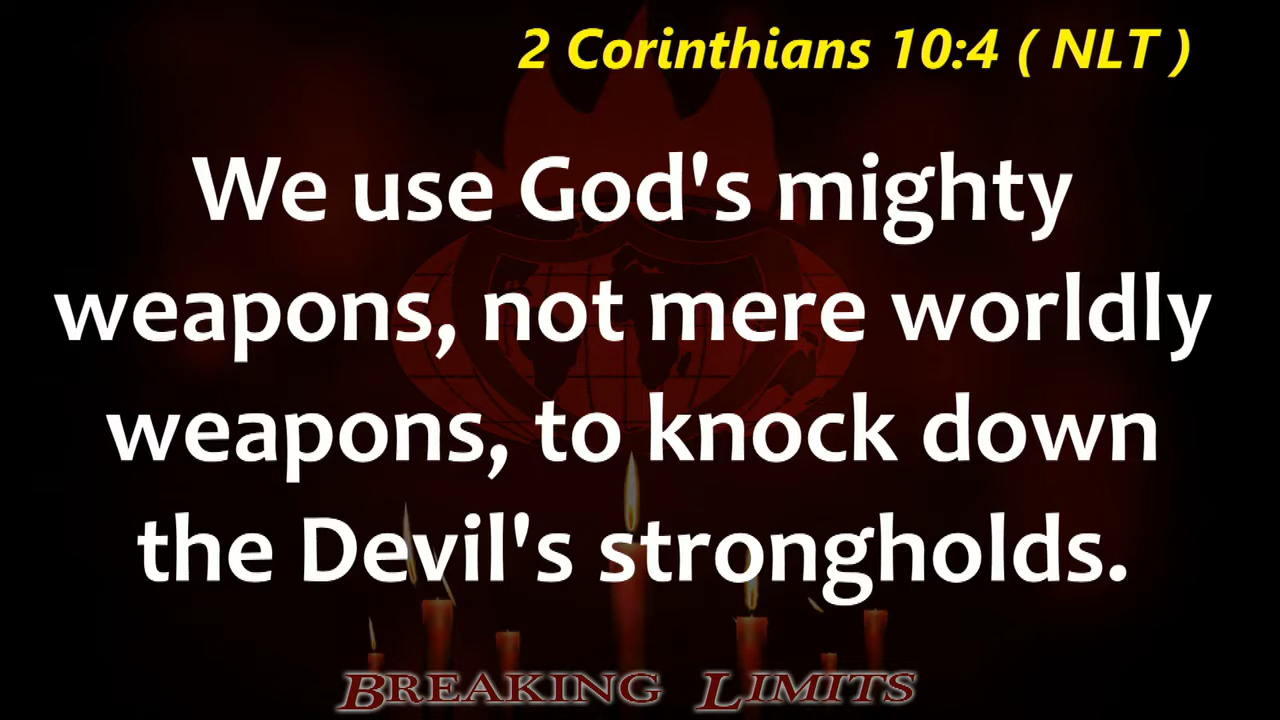 2 Corinthians 10:4 ( NLT )
We use God's mighty
weapons, not mere worldly
weapons, to knock down
the Devil's strongholds.
BREAKING LIMITS